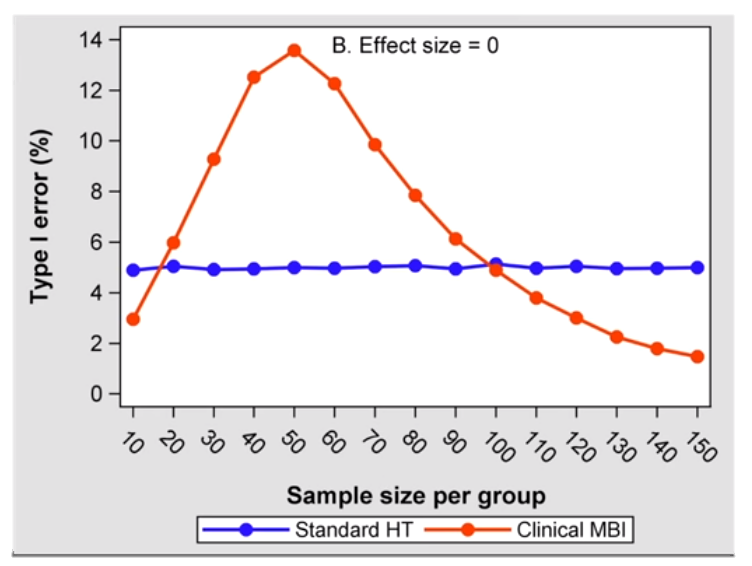 B. Effect size = 0
Type I error (%)
14
12
10
8
6
4
2
0
10 20 30 40 50 60 70 80 90 100 110 120 130 140 150
Sample size per group
Standard HT Clinical MBI